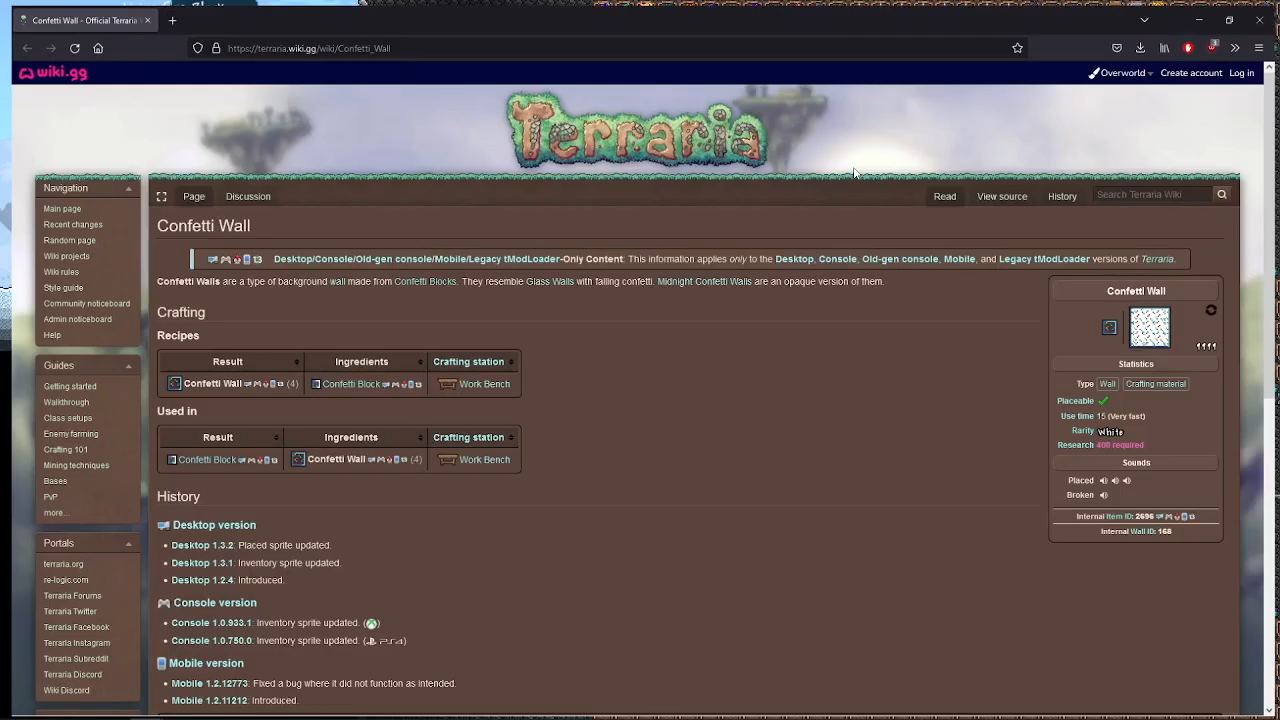 Confetti Wall - Official Terraria
https://terraria.wiki.gg/wiki/Confetti_Wall
wiki.gg
Overworld
Create account
Log in
Terraria
Navigation
Main page
Recent changes
Random page
Wiki projects
Wiki rules
Style guide
Community noticeboard
Admin noticeboard
Help
Guides
Getting started
Walkthrough
Class setups
Enemy farming
Crafting 101
Mining techniques
Bases
PvP
more...
Portals
terraria.org
re-logic.com
Terraria Forums
Terraria Twitter
Terraria Facebook
Terraria Instagram
Terraria Subreddit
Terraria Discord
Wiki Discord
Page Discussion
Read View source History
Search Terraria Wiki
Confetti Wall
Desktop/Console/Old-gen console/Mobile/Legacy tModLoader-Only Content: This information applies only to the Desktop, Console, Old-gen console, Mobile, and Legacy tModLoader versions of Terraria.
Confetti Walls are a type of background wall made from Confetti Blocks. They resemble Glass Walls with falling confetti. Midnight Confetti Walls are an opaque version of them.
Crafting
Recipes
Result Ingredients Crafting station
Confetti Wall (4) Confetti Block Work Bench
Used in
Result Ingredients Crafting station
Confetti Block Confetti Wall (4) Work Bench
History
Desktop version
Desktop 1.3.2: Placed sprite updated.
Desktop 1.3.1: Inventory sprite updated.
Desktop 1.2.4: Introduced.
Console version
Console 1.0.933.1: Inventory sprite updated. ( )
Console 1.0.750.0: Inventory sprite updated. ( PS4)
Mobile version
Mobile 1.2.12773: Fixed a bug where it did not function as intended.
Mobile 1.2.11212: Introduced.
Confetti Wall
Statistics
Type Wall Crafting material
Placeable
Use time 15 (Very fast)
Rarity White
Research 400 required
Sounds
Placed
Broken
Internal Item ID: 2696
Internal Wall ID: 168